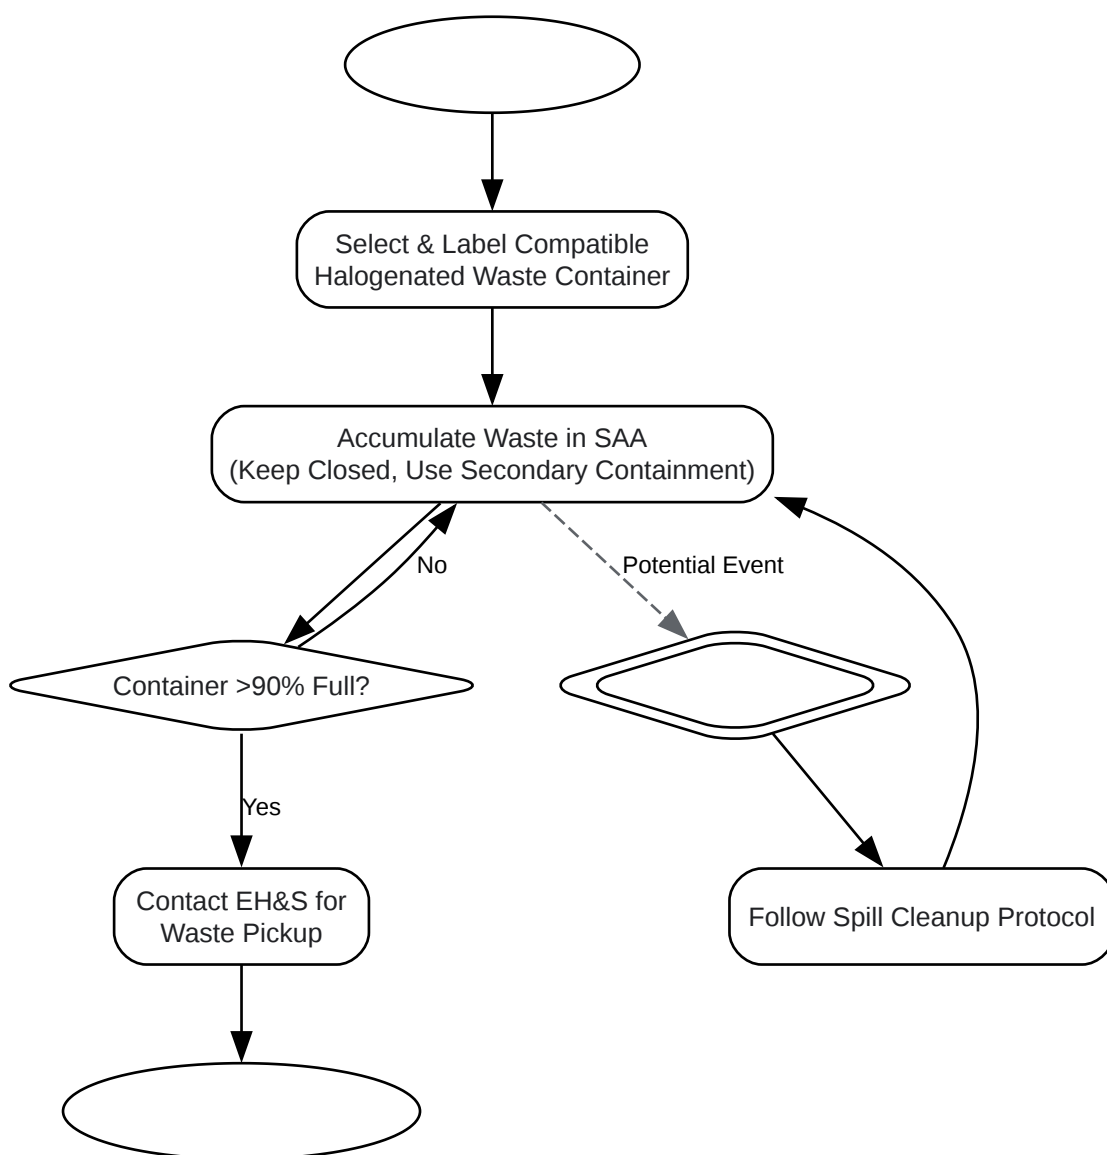 Select & Label Compatible
Halogenated Waste Container
Accumulate Waste in SAA
(Keep Closed, Use Secondary Containment)
No
Potential Event
Container >90% Full?
Yes
Contact EH&S for
Waste Pickup
Follow Spill Cleanup Protocol